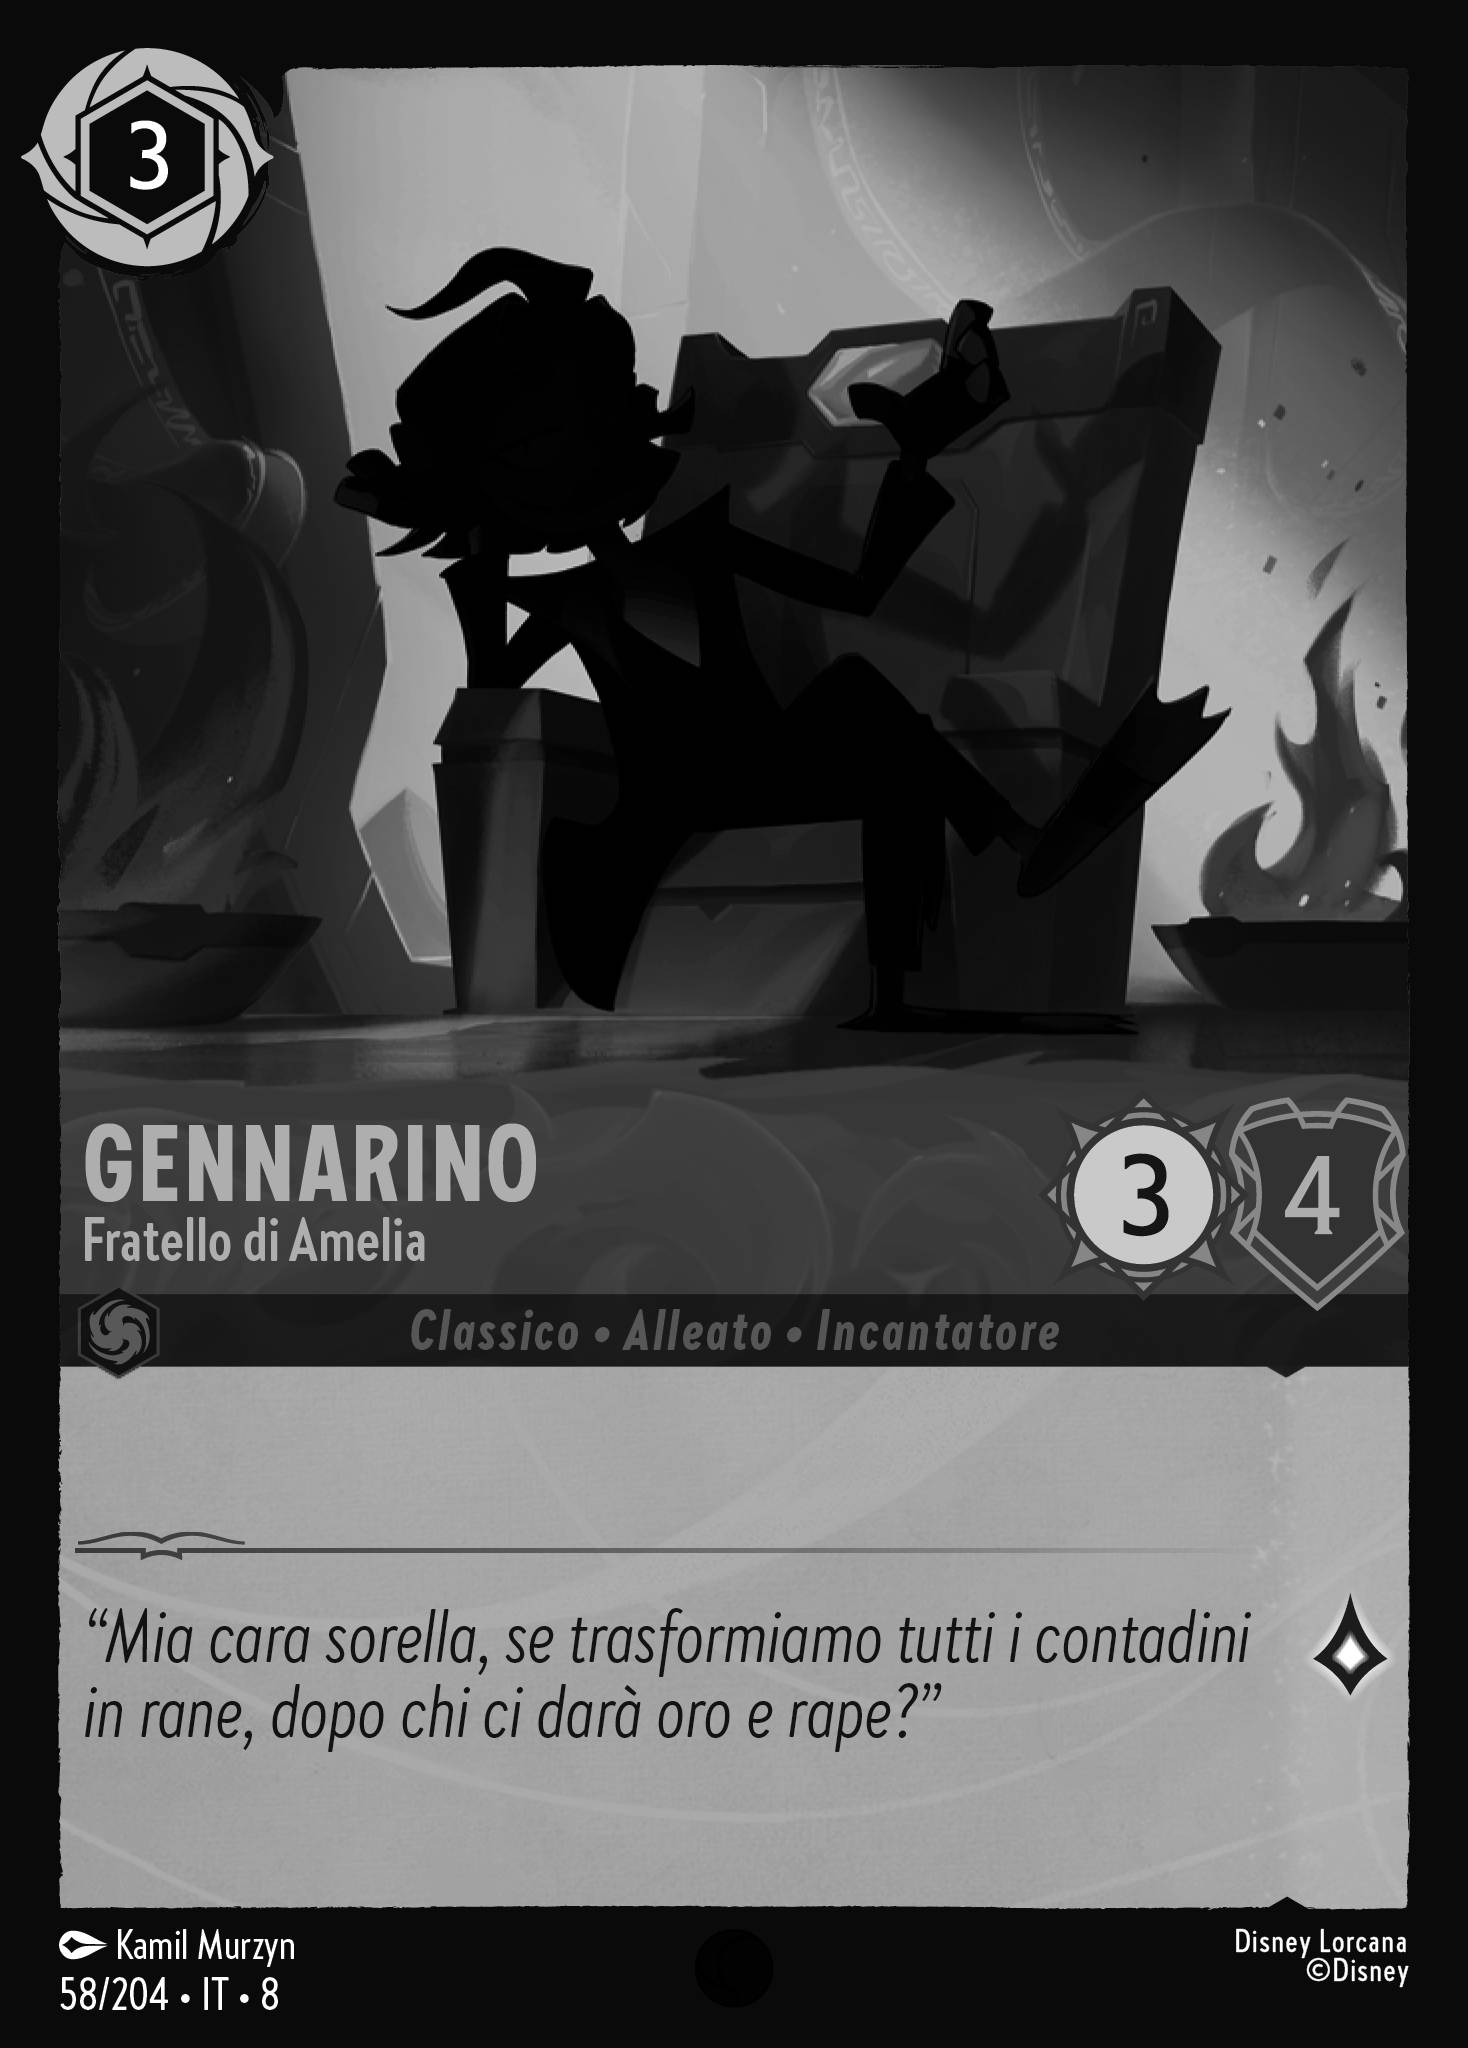 3
GENNARINO
Fratello di Amelia
3
4
Classico • Alleato • Incantatore
“Mia cara sorella, se trasformiamo tutti i contadini
in rane, dopo chi ci darà oro e rape?”
Kamil Murzyn
58/204 • IT • 8
Disney Lorcana
©Disney